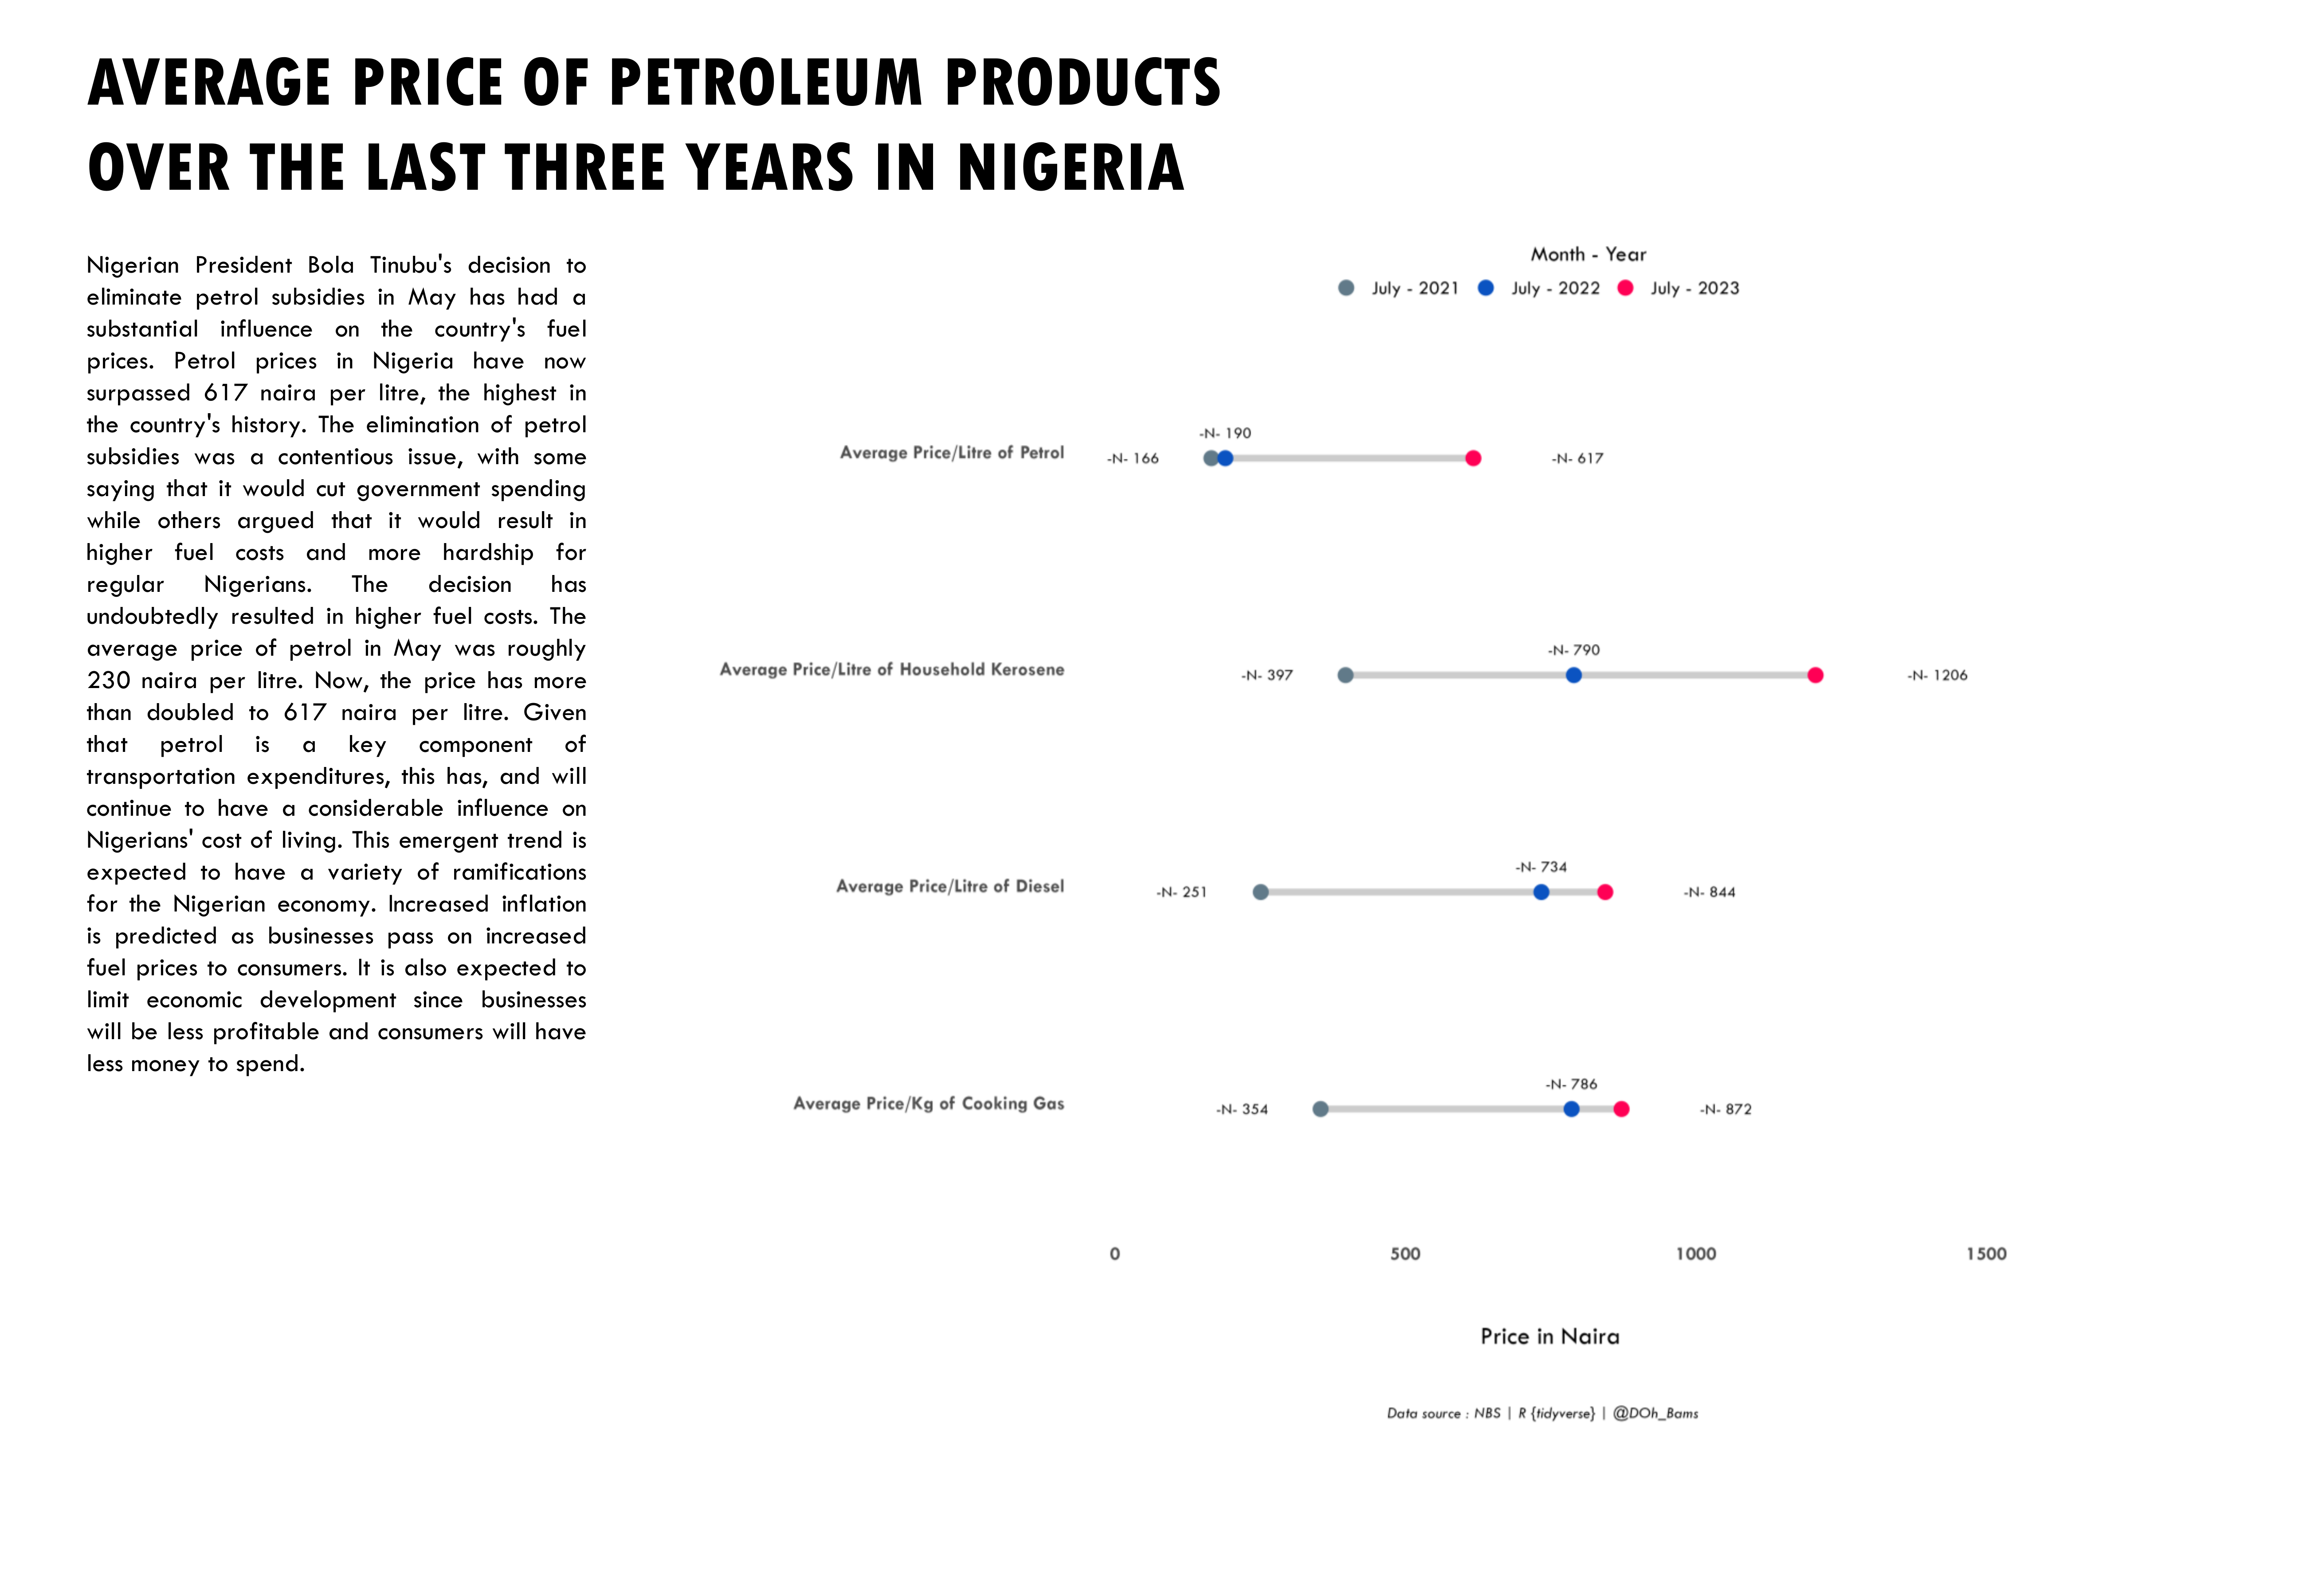 AVERAGE PRICE OF PETROLEUM PRODUCTS
OVER THE LAST THREE YEARS IN NIGERIA
Nigerian President Bola Tinubu's decision to
eliminate petrol subsidies in May has had a
substantial influence on the country's fuel
prices. Petrol prices in Nigeria have now
surpassed 617 naira per litre, the highest in
the country's history. The elimination of petrol
subsidies was a contentious issue, with some
saying that it would cut government spending
while others argued that it would result in
higher fuel costs and more hardship for
regular Nigerians. The decision has
undoubtedly resulted in higher fuel costs. The
average price of petrol in May was roughly
230 naira per litre. Now, the price has more
than doubled to 617 naira per litre. Given
that petrol is a key component of
transportation expenditures, this has, and will
continue to have a considerable influence on
Nigerians' cost of living. This emergent trend is
expected to have a variety of ramifications
for the Nigerian economy. Increased inflation
is predicted as businesses pass on increased
fuel prices to consumers. It is also expected to
limit economic development since businesses
will be less profitable and consumers will have
less money to spend.
Month - Year
July - 2021 July - 2022 July - 2023
-N- 190
Average Price/Litre of Petrol -N- 166 -N- 617
-N- 790
Average Price/Litre of Household Kerosene -N- 397 -N- 1206
-N- 734
Average Price/Litre of Diesel -N- 251 -N- 844
-N- 786
Average Price/Kg of Cooking Gas -N- 354 -N- 872
0 500 1000 1500
Price in Naira
Data source : NBS | R {tidyverse} | @DOh_Bams